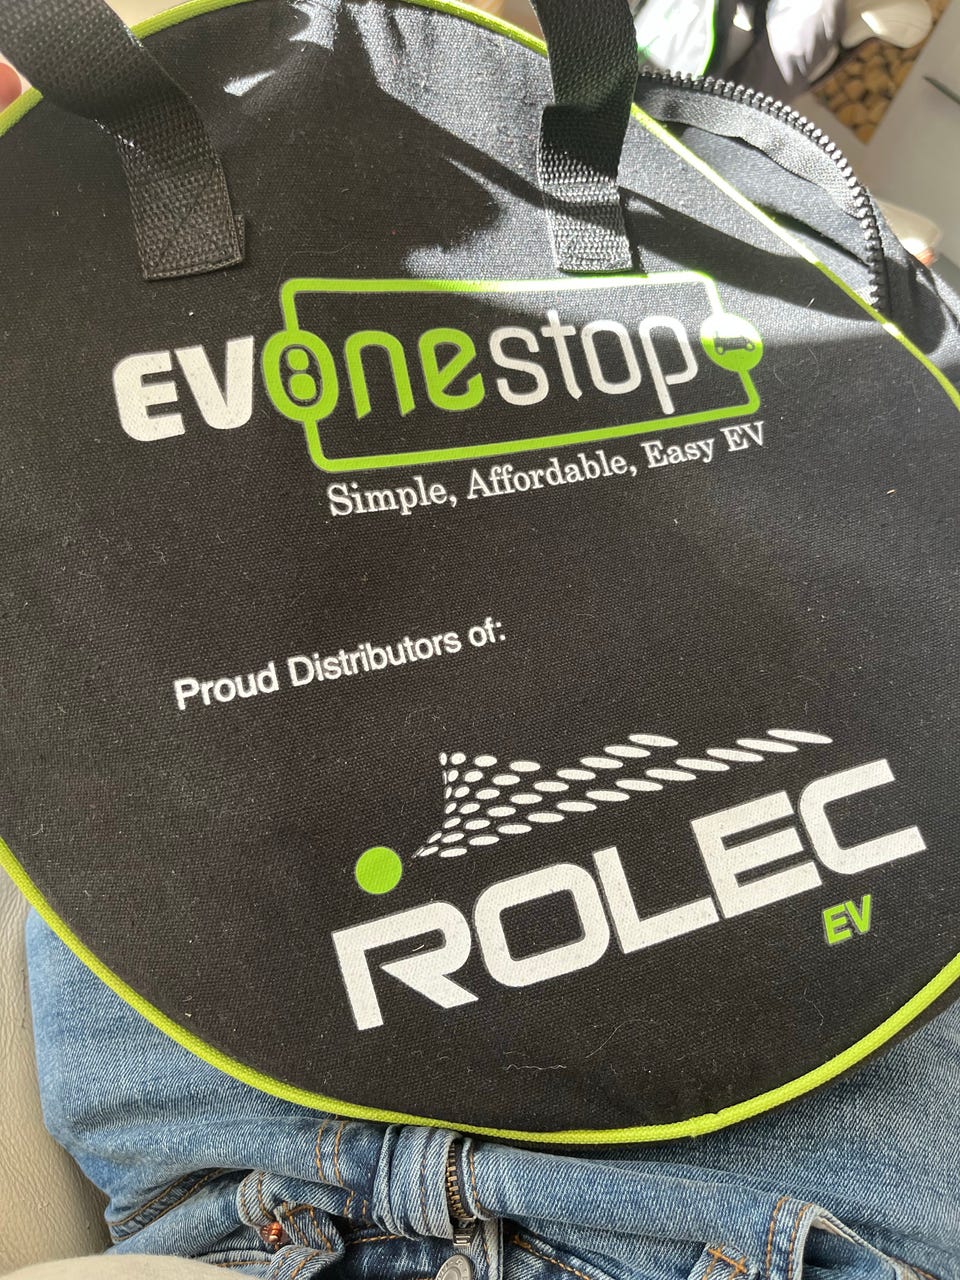 EVonestop
Simple, Affordable, Easy EV
Proud Distributors of:
ROLEC
EV